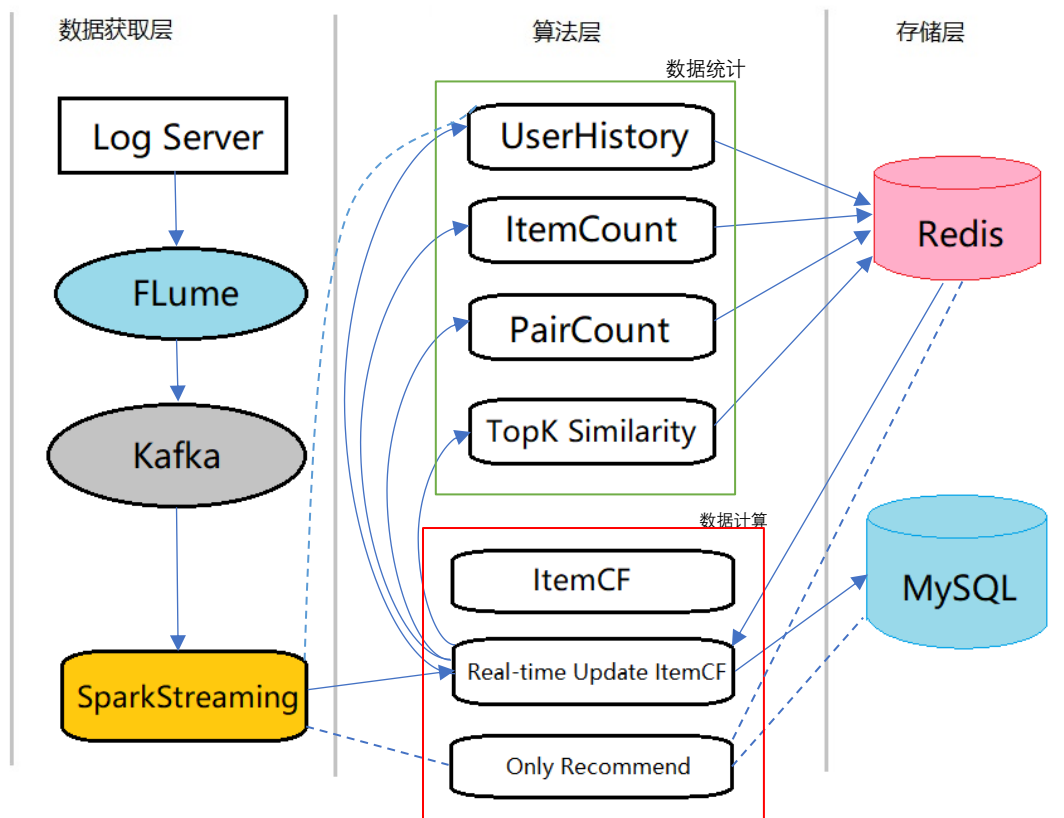 数据获取层
算法层
存储层
数据统计
Log Server
FLume
Kafka
SparkStreaming
UserHistory
ItemCount
PairCount
TopK Similarity
数据计算
ItemCF
Real-time Update ItemCF
Only Recommend
Redis
MySQL